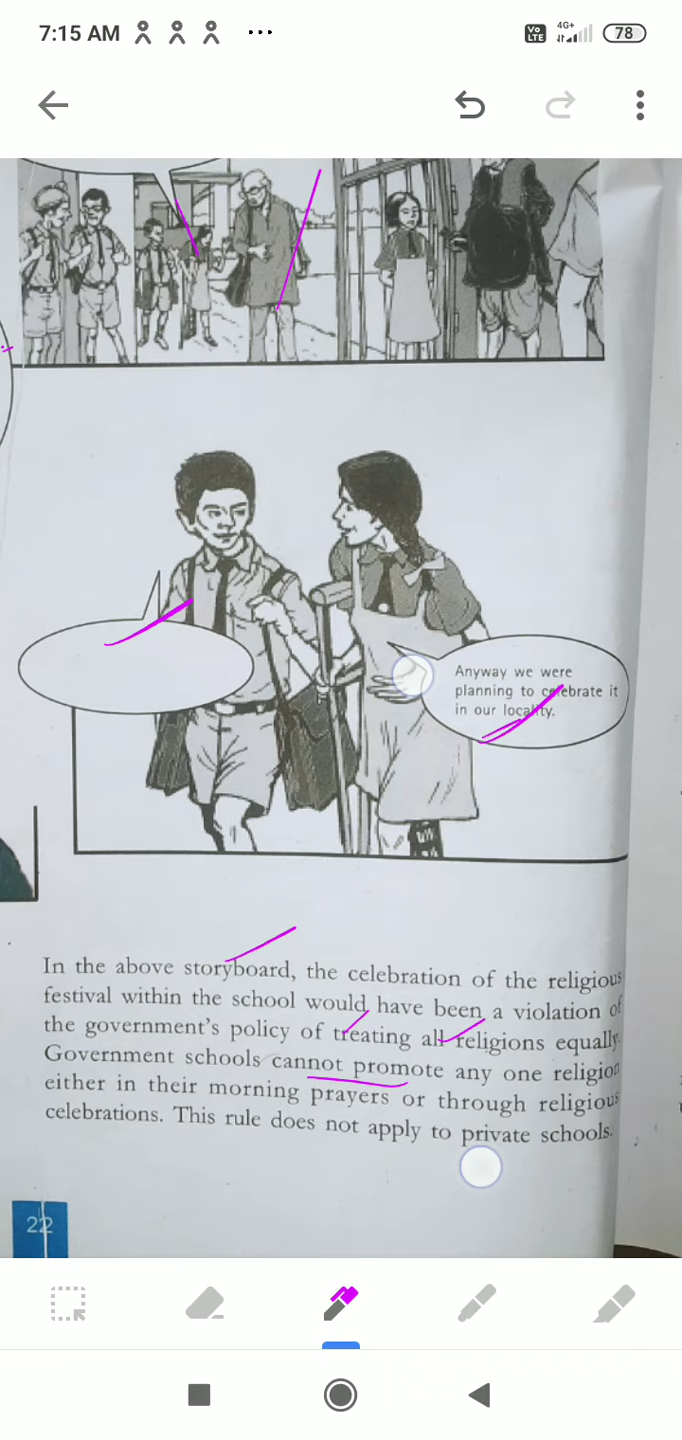 7:15 AM
Vo LTE 4G+ 78
Anyway we were
planning to celebrate it
in our locality.
In the above storyboard, the celebration of the religious
festival within the school would have been a violation of
the government's policy of treating all religions equally.
Government schools cannot promote any one religion
either in their morning prayers or through religious
celebrations. This rule does not apply to private schools.
22